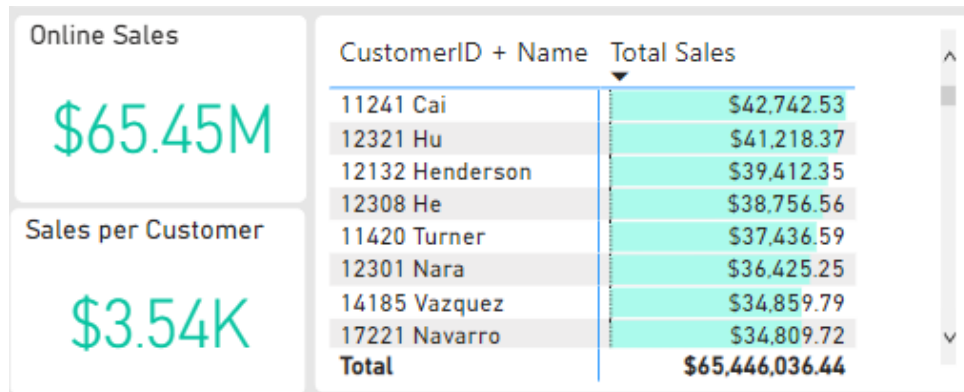 Online Sales
$65.45M
Sales per Customer
$3.54K
CustomerID + Name Total Sales
11241 Cai $42,742.53
12321 Hu $41,218.37
12132 Henderson $39,412.35
12308 He $38,756.56
11420 Turner $37,436.59
12301 Nara $36,425.25
14185 Vazquez $34,859.79
17221 Navarro $34,809.72
Total $65,446,036.44